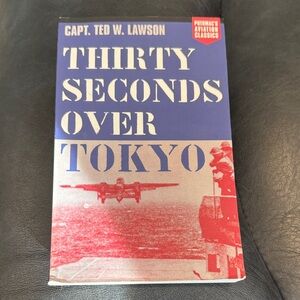 CAPT. TED W. LAWSON
POTOMAC'S
AVIATION
CLASSICS
THIRTY
SECONDS
OVER
TOKYO